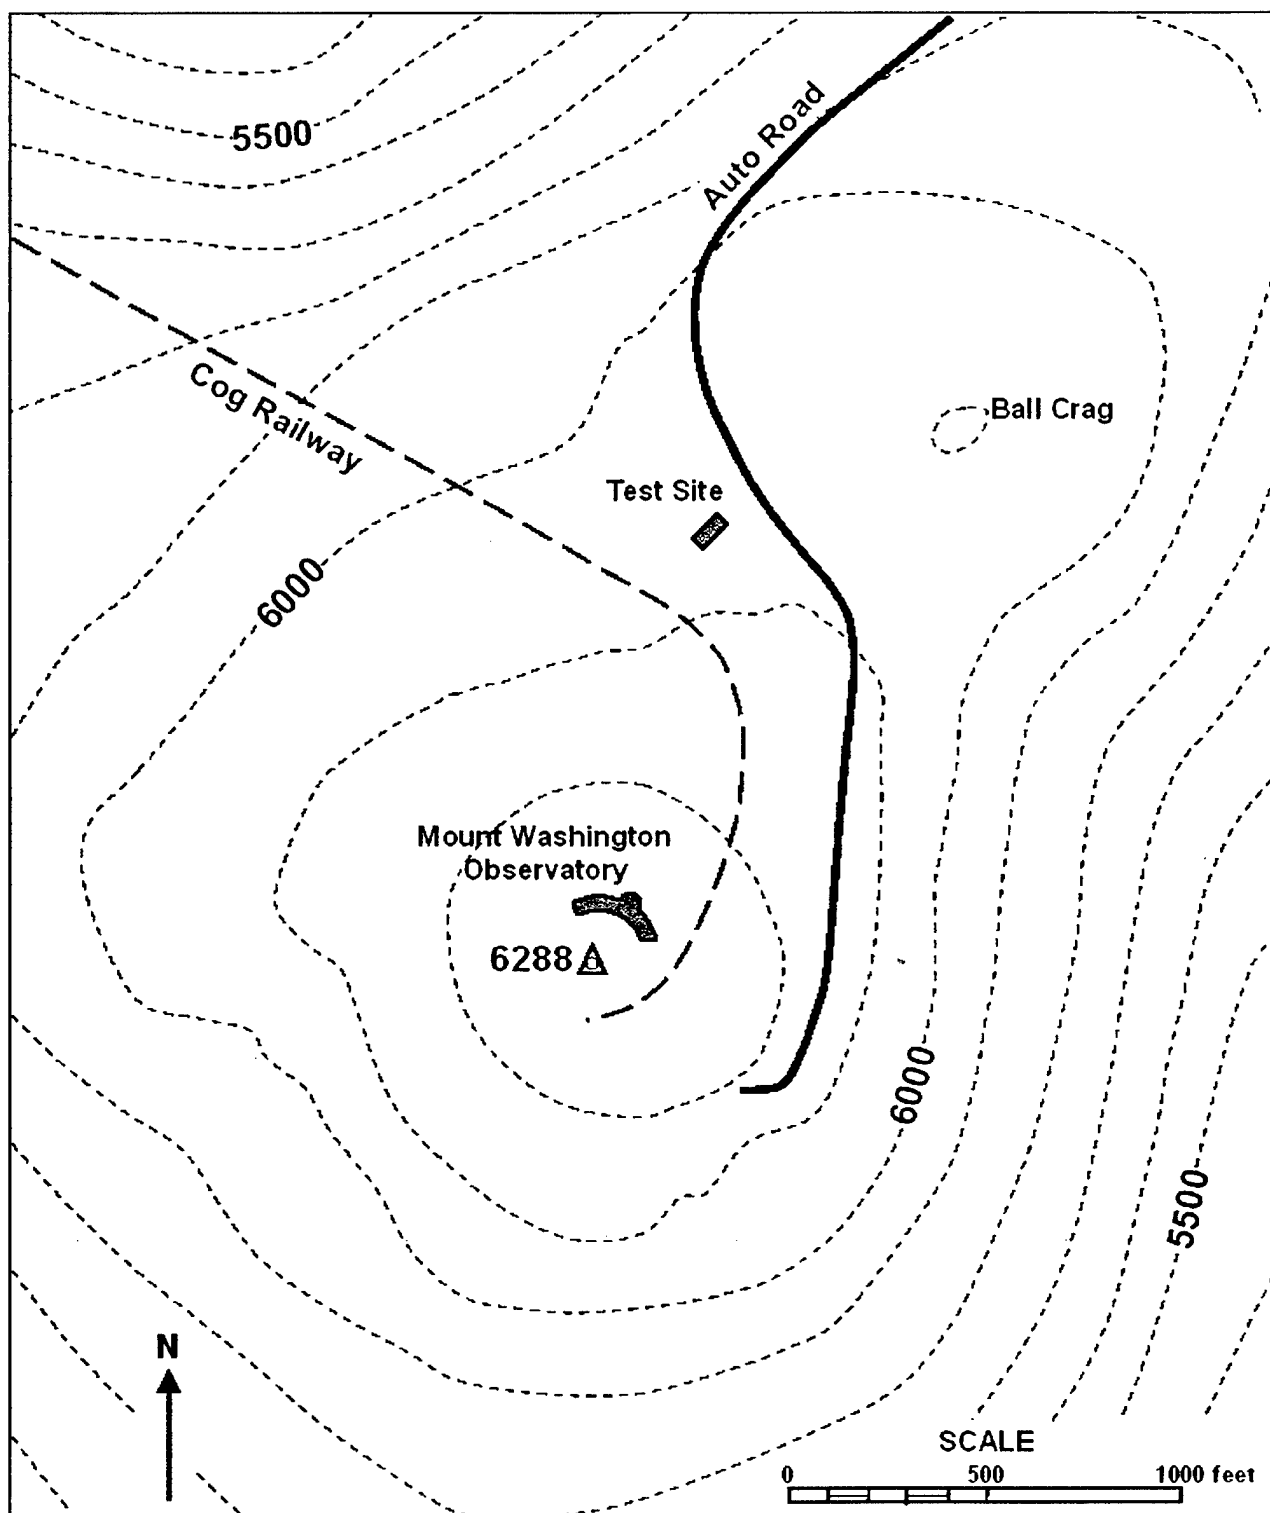 5500
Auto Road
Cog Railway
Ball Crag
Test Site
6000
Mount Washington
Observatory
6288
6000
5500
N
SCALE
0 500 1000 feet